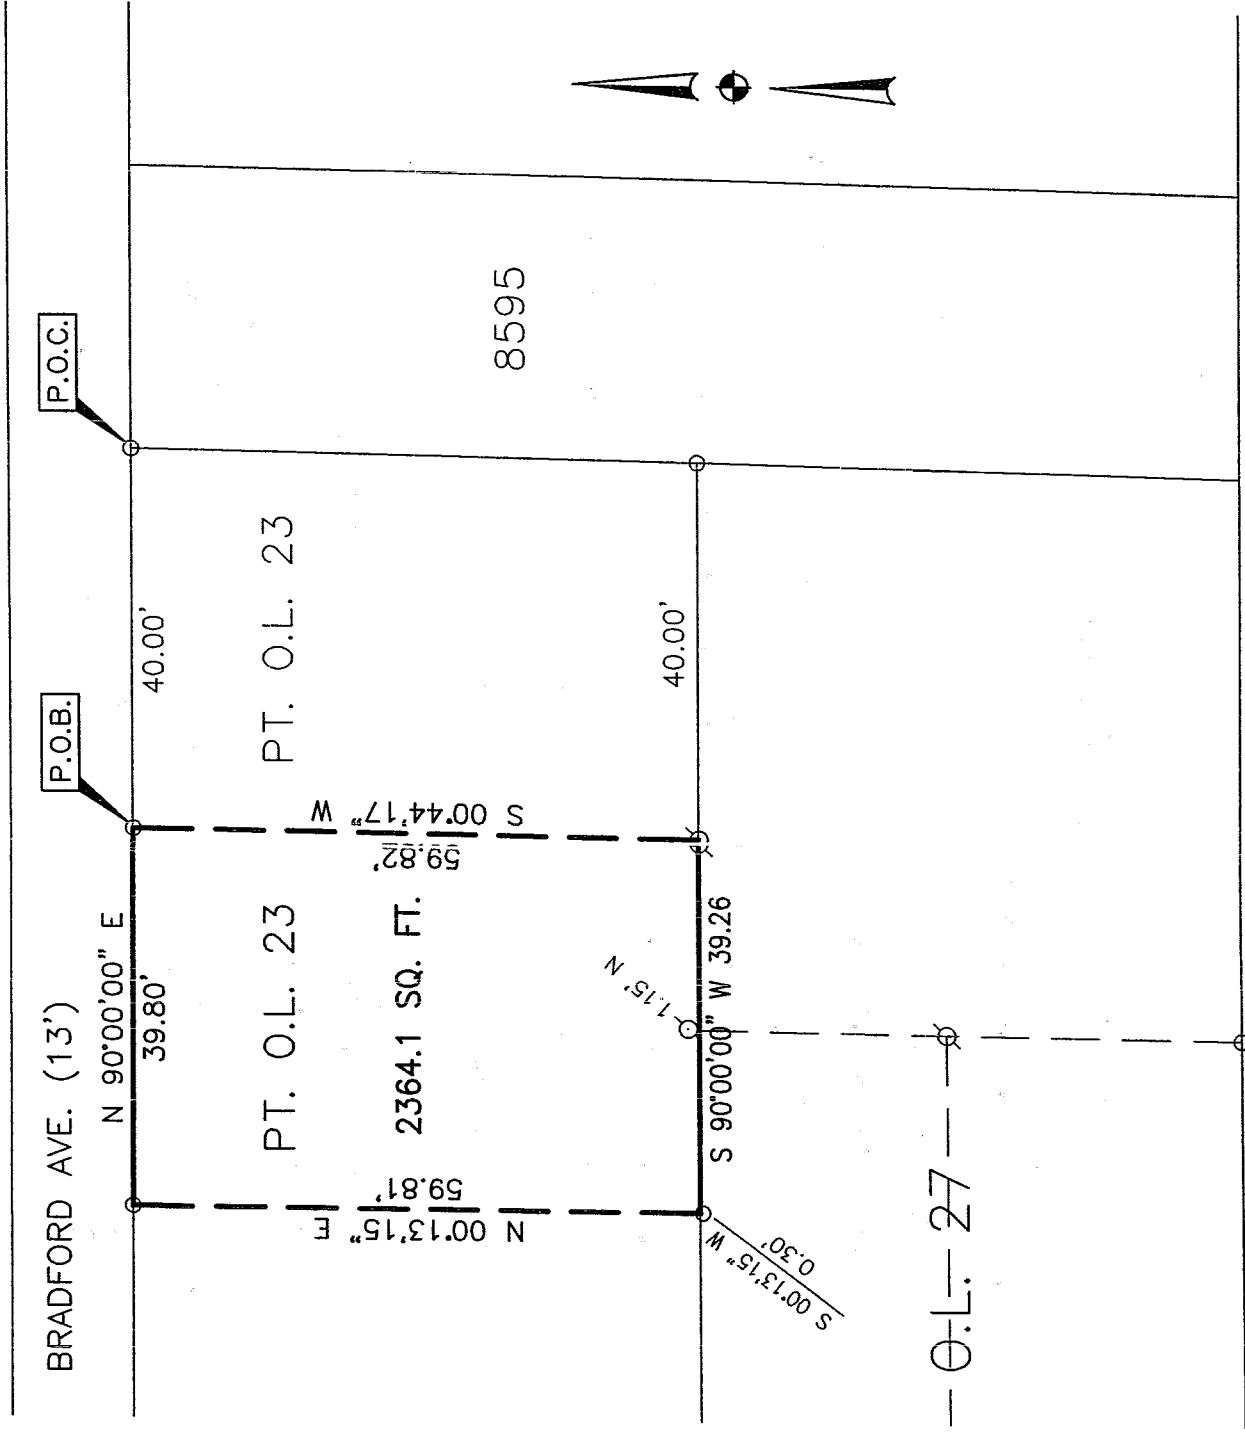 BRADFORD AVE. (13')
P.O.B.
P.O.C.
N 90°00'00" E
39.80'
40.00'
PT. O.L. 23
PT. O.L. 23
2364.1 SQ. FT.
8595
N 00°13'15" E
59.81'
S 00°44'17" W
59.82'
1.15' N
40.00'
S 90°00'00" W 39.26
S 00°13'15" W
0.30'
O.L. 27